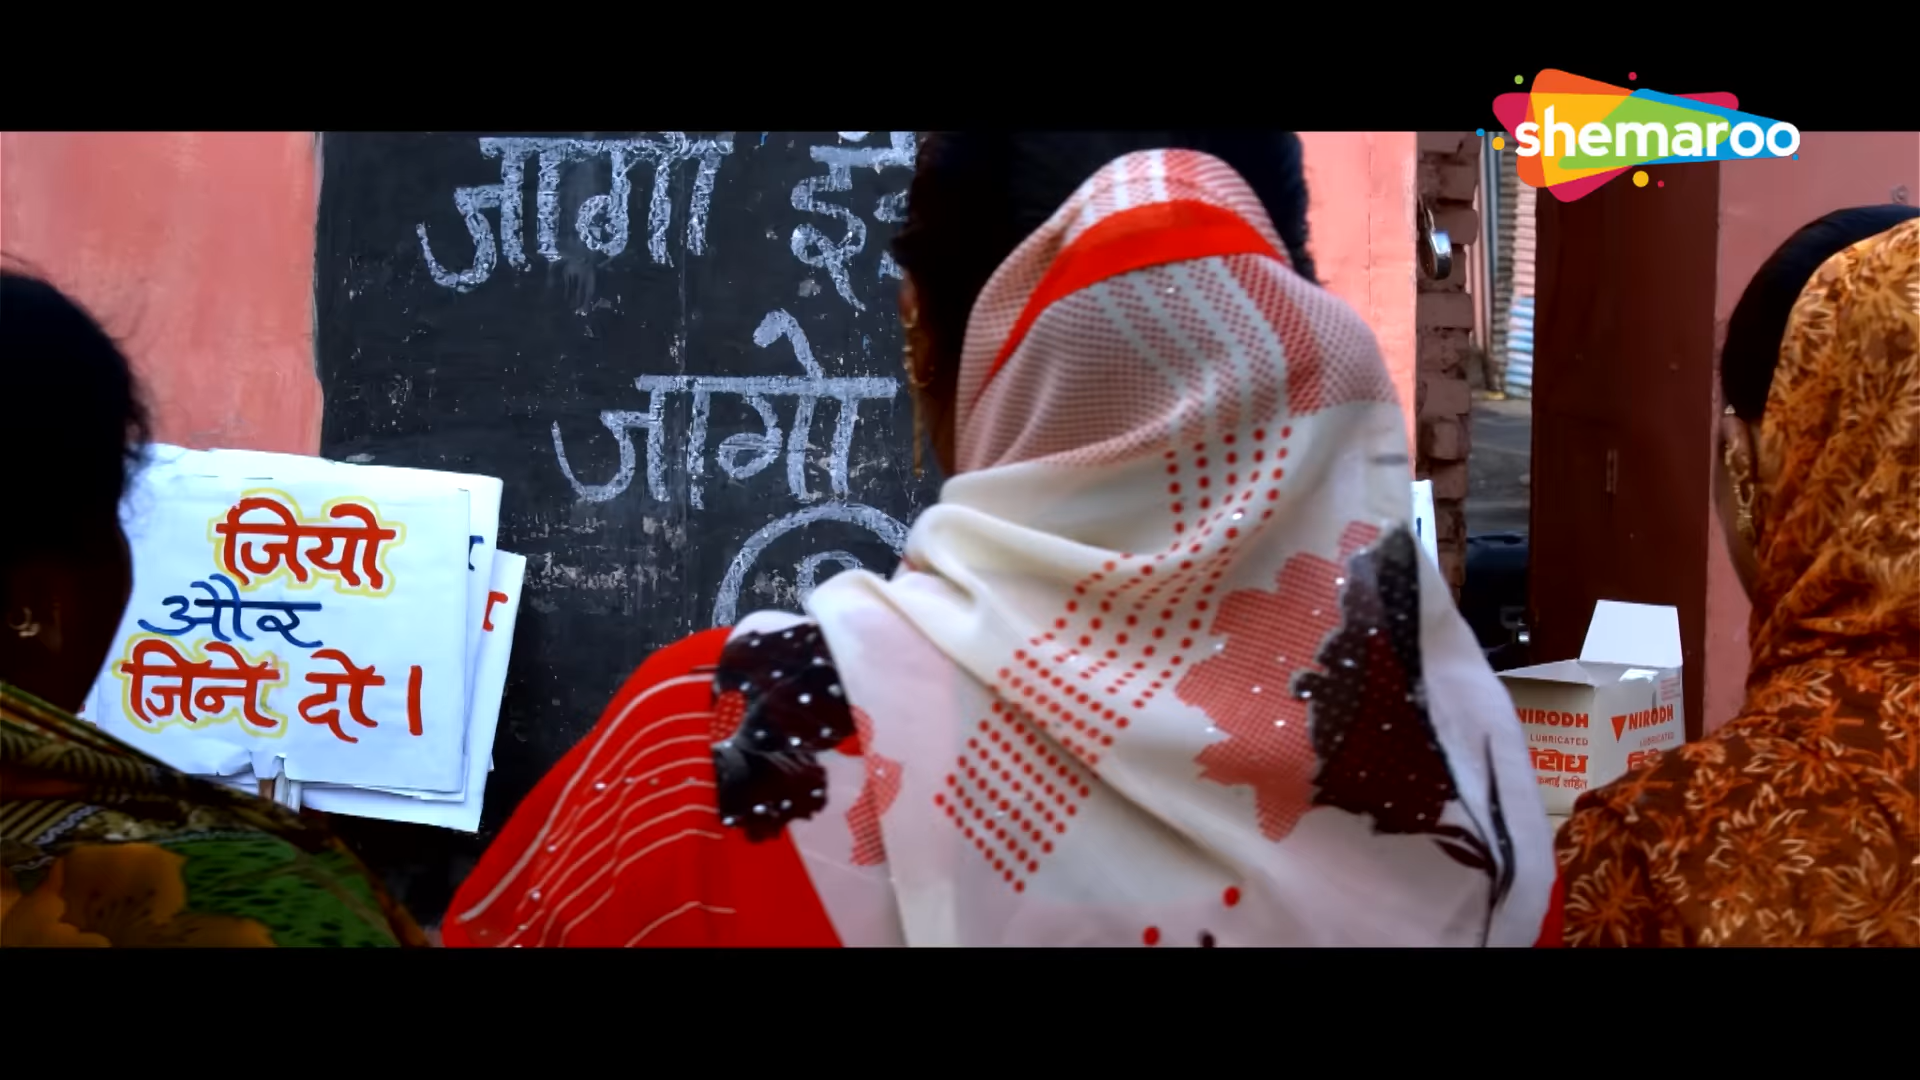 shemaroo
जागो
जागो
जियो
और
जिने दो।
NIRODH
LUBRICATED
NIRODH
LUBRICATED